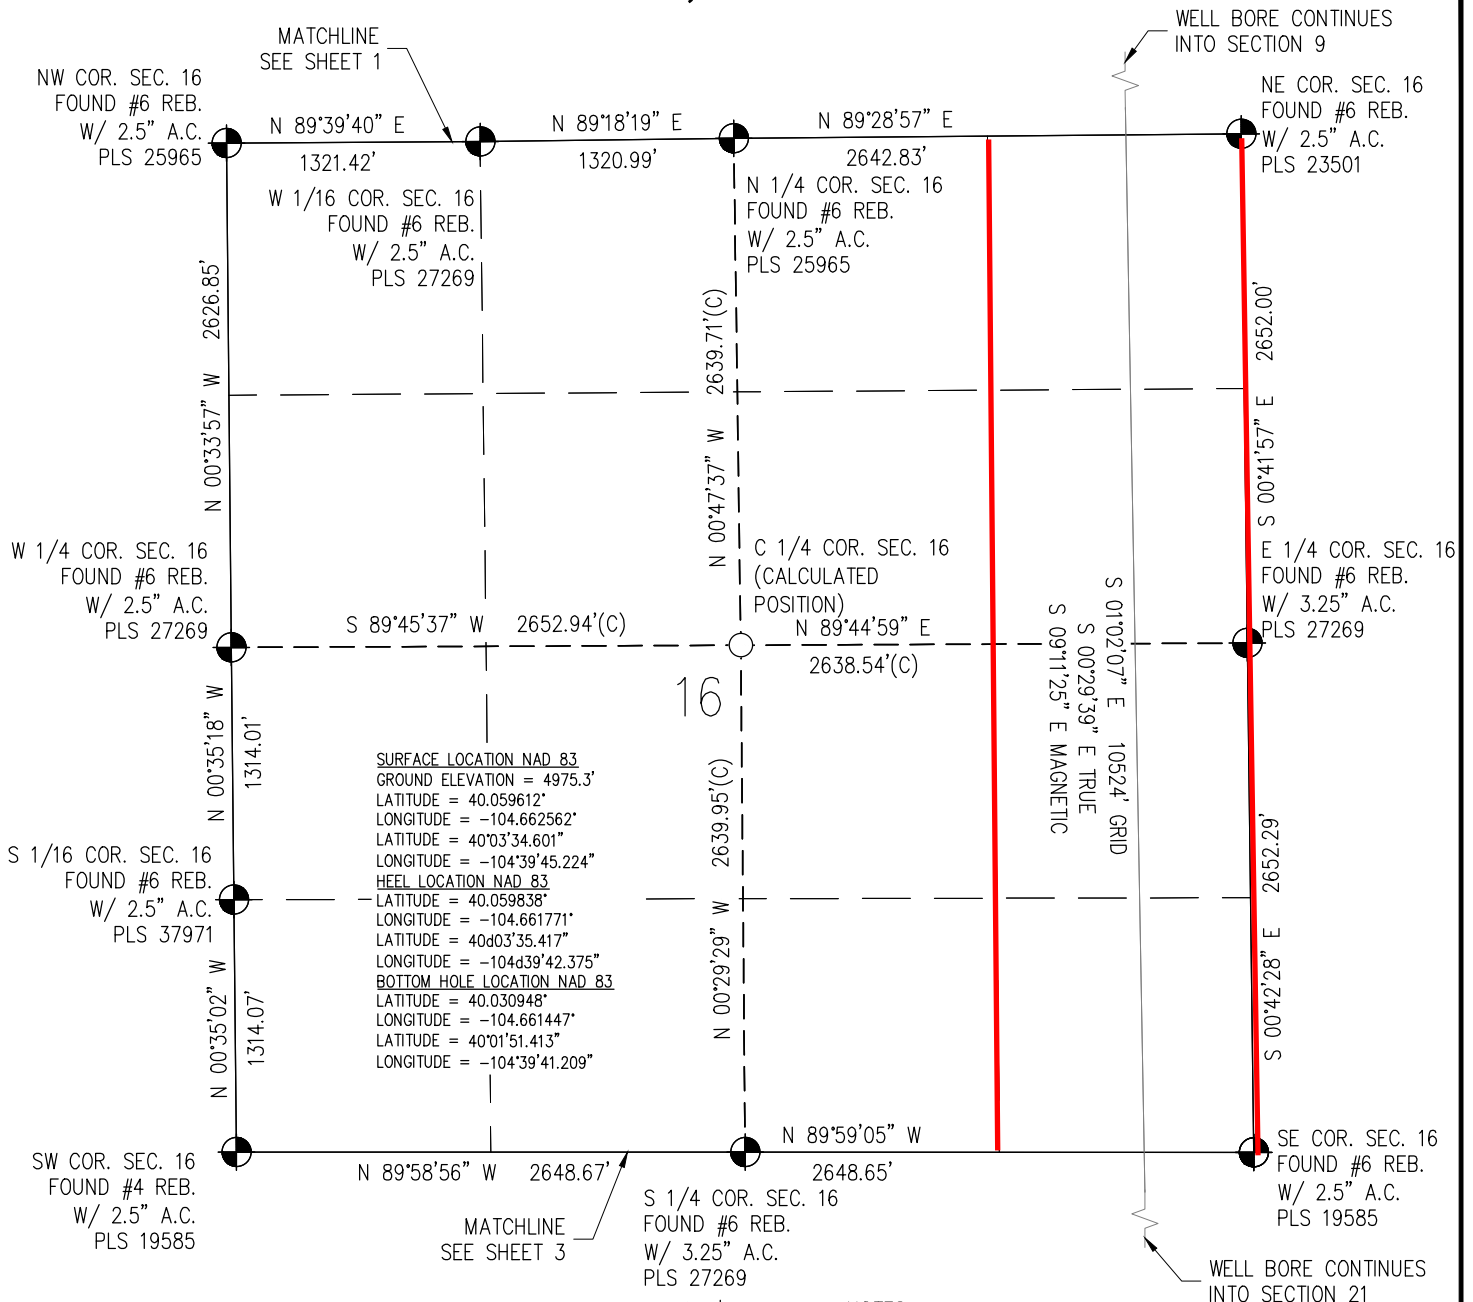 WELL BORE CONTINUES
INTO SECTION 9
MATCHLINE
SEE SHEET 1
NW COR. SEC. 16
FOUND #6 REB.
W/ 2.5" A.C.
PLS 25965
N 89°39'40" E
1321.42'
N 89°18'19" E
1320.99'
N 89°28'57" E
2642.83'
NE COR. SEC. 16
FOUND #6 REB.
W/ 2.5" A.C.
PLS 23501
W 1/16 COR. SEC. 16
FOUND #6 REB.
W/ 2.5" A.C.
PLS 27269
N 1/4 COR. SEC. 16
FOUND #6 REB.
W/ 2.5" A.C.
PLS 25965
N 00°33'57" W 2626.85'
N 00°47'37" W 2639.71'(C)
S 00°41'57" E 2652.00'
W 1/4 COR. SEC. 16
FOUND #6 REB.
W/ 2.5" A.C.
PLS 27269
C 1/4 COR. SEC. 16
(CALCULATED
POSITION)
E 1/4 COR. SEC. 16
FOUND #6 REB.
W/ 3.25" A.C.
PLS 27269
S 89°45'37" W 2652.94'(C)
N 89°44'59" E
2638.54'(C)
16
S 01°02'07" E 10524' GRID
S 00°29'39" E TRUE
S 09°11'25" E MAGNETIC
N 00°35'18" W
1314.01'
SURFACE LOCATION NAD 83
GROUND ELEVATION = 4975.3'
LATITUDE = 40.059612°
LONGITUDE = -104.662562°
LATITUDE = 40°03'34.601"
LONGITUDE = -104°39'45.224"
HEEL LOCATION NAD 83
LATITUDE = 40.059838°
LONGITUDE = -104.661771°
LATITUDE = 40d03'35.417"
LONGITUDE = -104d39'42.375"
BOTTOM HOLE LOCATION NAD 83
LATITUDE = 40.030948°
LONGITUDE = -104.661447°
LATITUDE = 40°01'51.413"
LONGITUDE = -104°39'41.209"
N 00°29'29" W 2639.95'(C)
S 00°42'28" E 2652.29'
S 1/16 COR. SEC. 16
FOUND #6 REB.
W/ 2.5" A.C.
PLS 37971
N 00°35'02" W
1314.07'
SW COR. SEC. 16
FOUND #4 REB.
W/ 2.5" A.C.
PLS 19585
N 89°58'56" W 2648.67'
N 89°59'05" W
2648.65'
SE COR. SEC. 16
FOUND #6 REB.
W/ 2.5" A.C.
PLS 19585
MATCHLINE
SEE SHEET 3
S 1/4 COR. SEC. 16
FOUND #6 REB.
W/ 3.25" A.C.
PLS 27269
WELL BORE CONTINUES
INTO SECTION 21